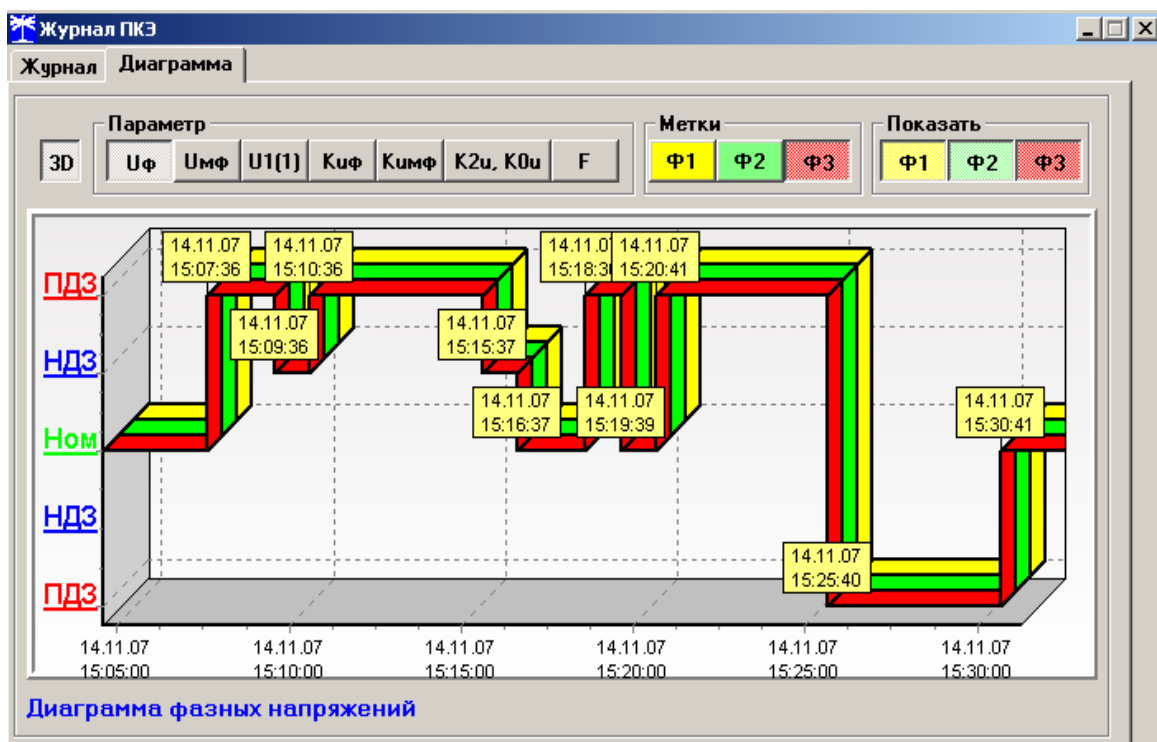 Журнал ПКЭ
Журнал Диаграмма
Параметр Метки Показать
3D Uф Uмф U1(1) Kuф Kuмф K2u, K0u F Ф1 Ф2 Ф3 Ф1 Ф2 Ф3
14.11.07 14.11.07 14.11.07 14.11.07
15:07:36 15:10:36 15:18:3 15:20:41
ПДЗ
14.11.07 14.11.07
15:09:36 15:15:37
НДЗ
14.11.07 14.11.07 14.11.07
15:16:37 15:19:39 15:30:41
Ном
НДЗ
14.11.07
15:25:40
ПДЗ
14.11.07 14.11.07 14.11.07 14.11.07 14.11.07 14.11.07
15:05:00 15:10:00 15:15:00 15:20:00 15:25:00 15:30:00
Диаграмма фазных напряжений